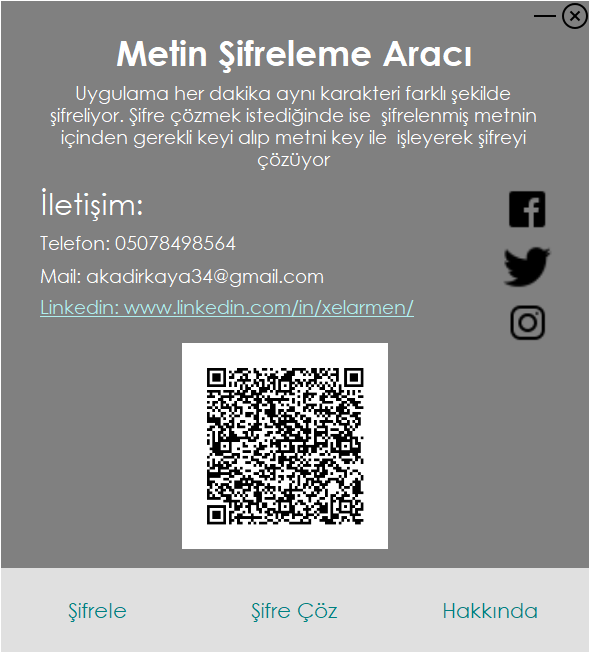 Metin Şifreleme Aracı
Uygulama her dakika aynı karakteri farklı şekilde
şifreliyor. Şifre çözmek istediğinde ise  şifrelenmiş metnin
içinden gerekli keyi alıp metni key ile  işleyerek şifreyi
çözüyor
İletişim:
Telefon: 05078498564
Mail: akadirkaya34@gmail.com
Linkedin: www.linkedin.com/in/xelarmen/
Şifrele
Şifre Çöz
Hakkında